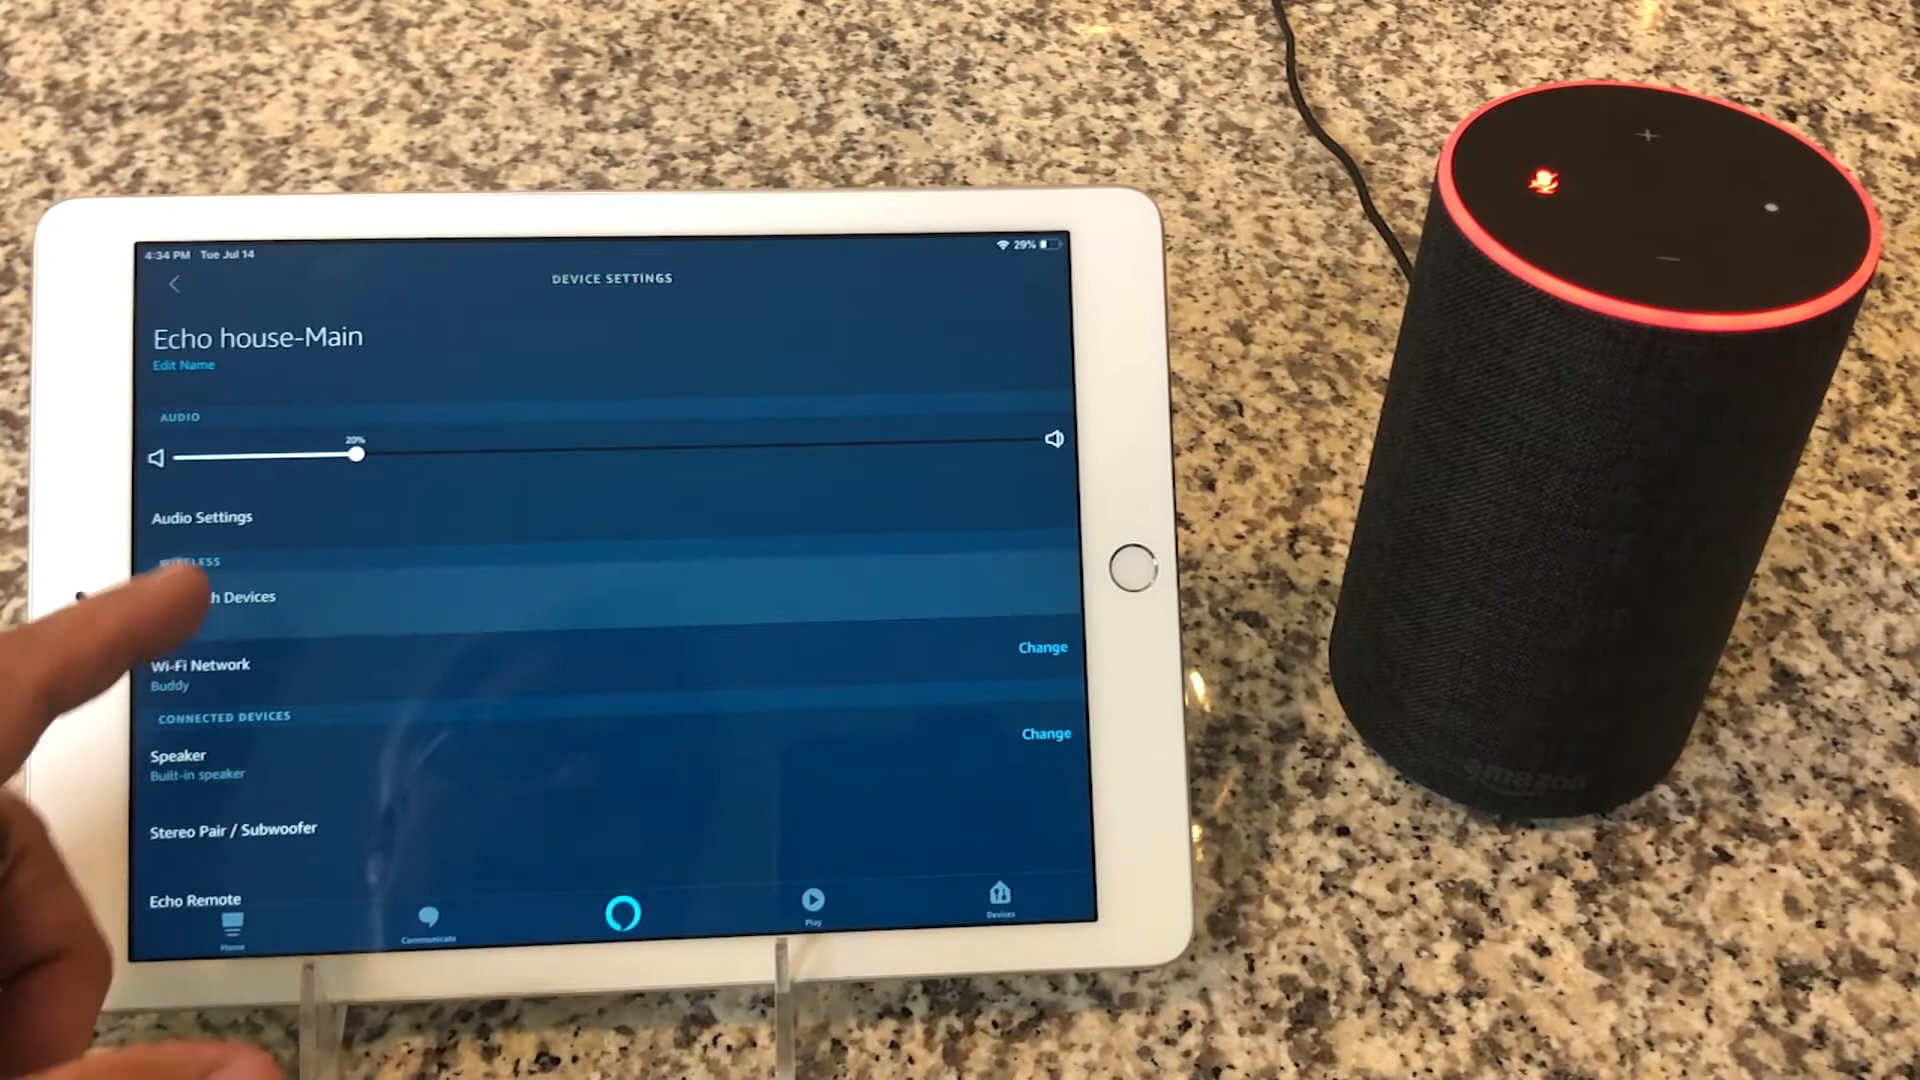 4:34 PM Tue Jul 14
29%
DEVICE SETTINGS
Echo house-Main
Edit Name
AUDIO
20%
Audio Settings
WIRELESS
h Devices
Change
Wi-Fi Network
Buddy
CONNECTED DEVICES
Change
Speaker
Built-in speaker
Stereo Pair / Subwoofer
Echo Remote
Home
Communicate
Play
Devices
amazon